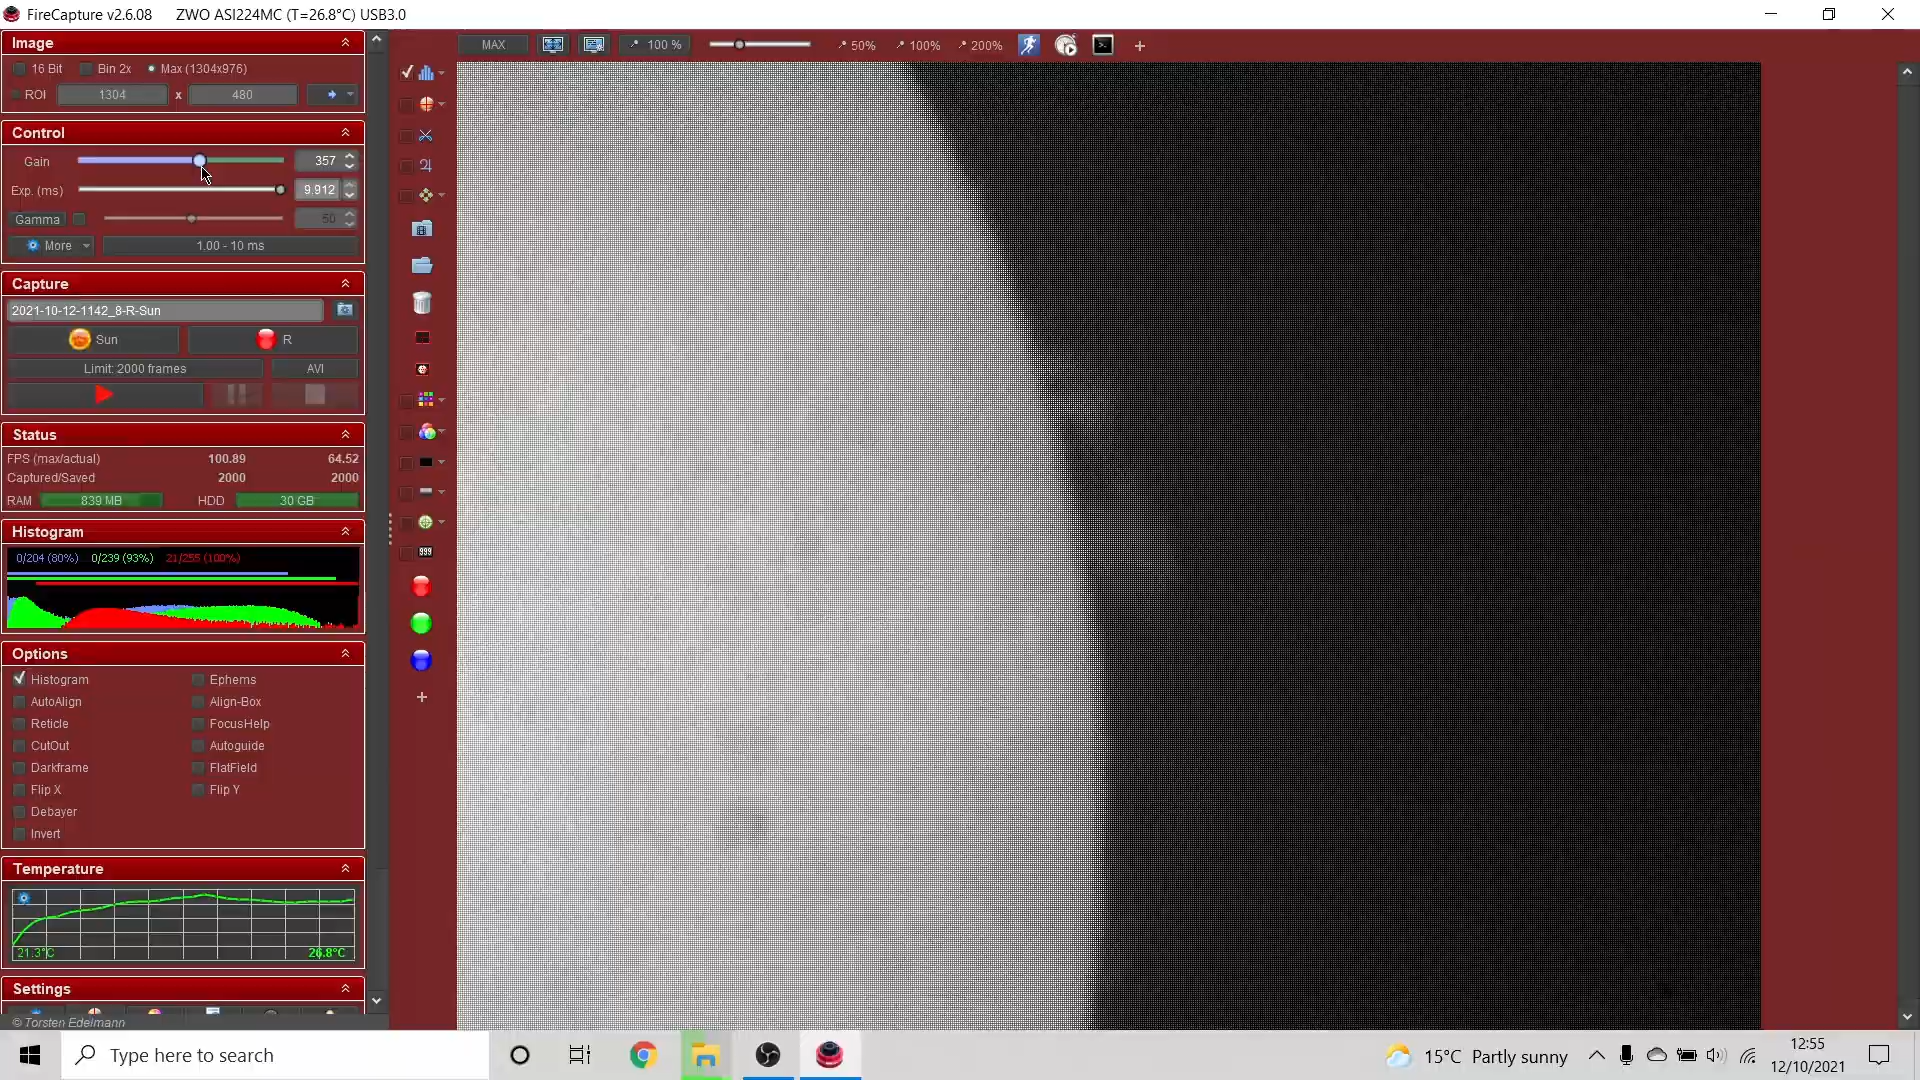 FireCapture v2.6.08 ZWO ASI224MC (T=26.8°C) USB3.0
Image
16 Bit Bin 2x Max (1304x976)
ROI 1304 x 480
Control
Gain 357
Exp. (ms) 9.912
Gamma 50
More 1.00 - 10 ms
Capture
2021-10-12-1142_8-R-Sun
Sun R
Limit: 2000 frames AVI
Status
FPS (max/actual) 100.89 64.52
Captured/Saved 2000 2000
RAM 839 MB HDD 30 GB
Histogram
0/204 (80%) 0/239 (93%) 21/255 (100%)
Options
Histogram Ephems
AutoAlign Align-Box
Reticle FocusHelp
CutOut Autoguide
Darkframe FlatField
Flip X Flip Y
Debayer
Invert
Temperature
21.3°C 26.8°C
Settings
© Torsten Edelmann
MAX 100 % 50% 100% 200%
999
Type here to search
15°C Partly sunny
12:55
12/10/2021